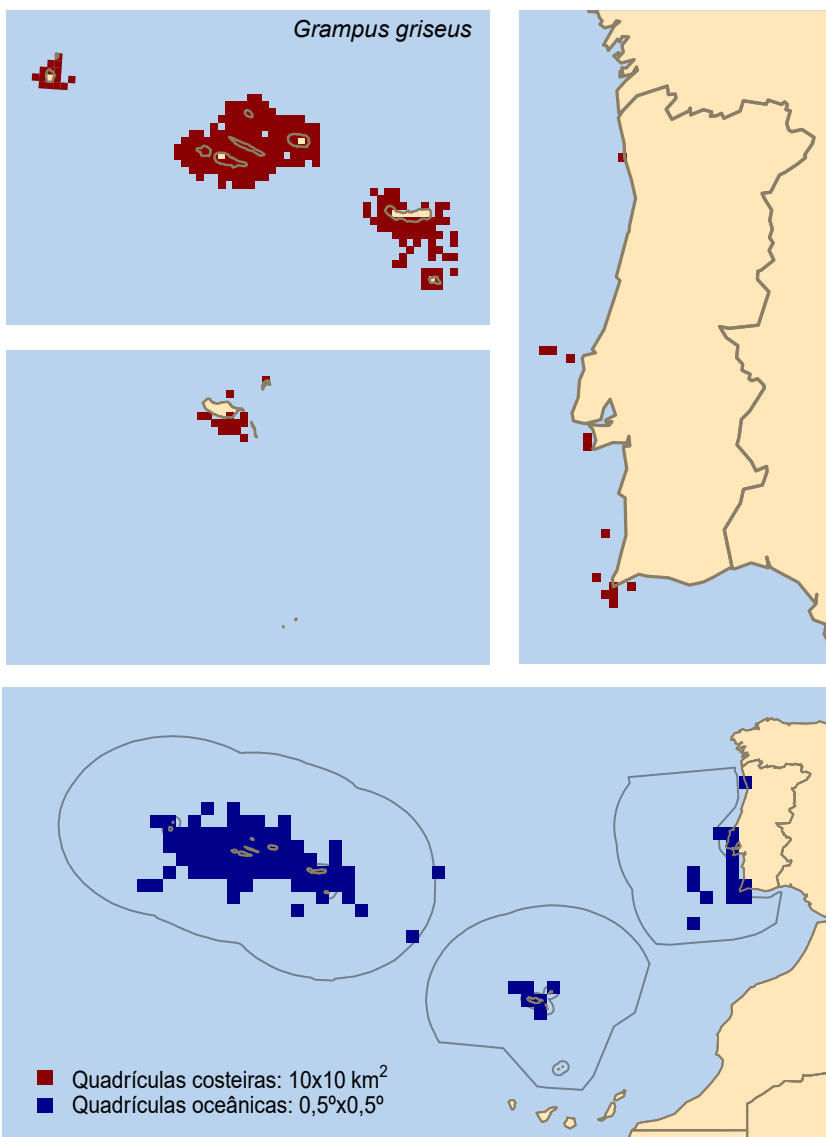 Grampus griseus
Quadrículas costeiras: 10x10 km²
Quadrículas oceânicas: 0,5ºx0,5º